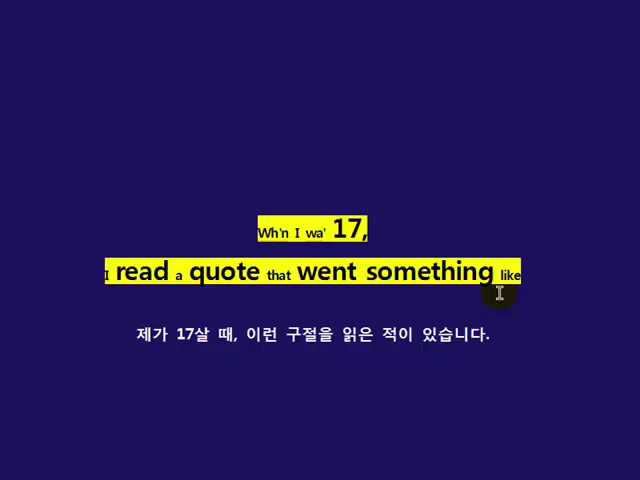 Wh'n I wa' 17,
I read a quote that went something like
제가 17살 때, 이런 구절을 읽은 적이 있습니다.